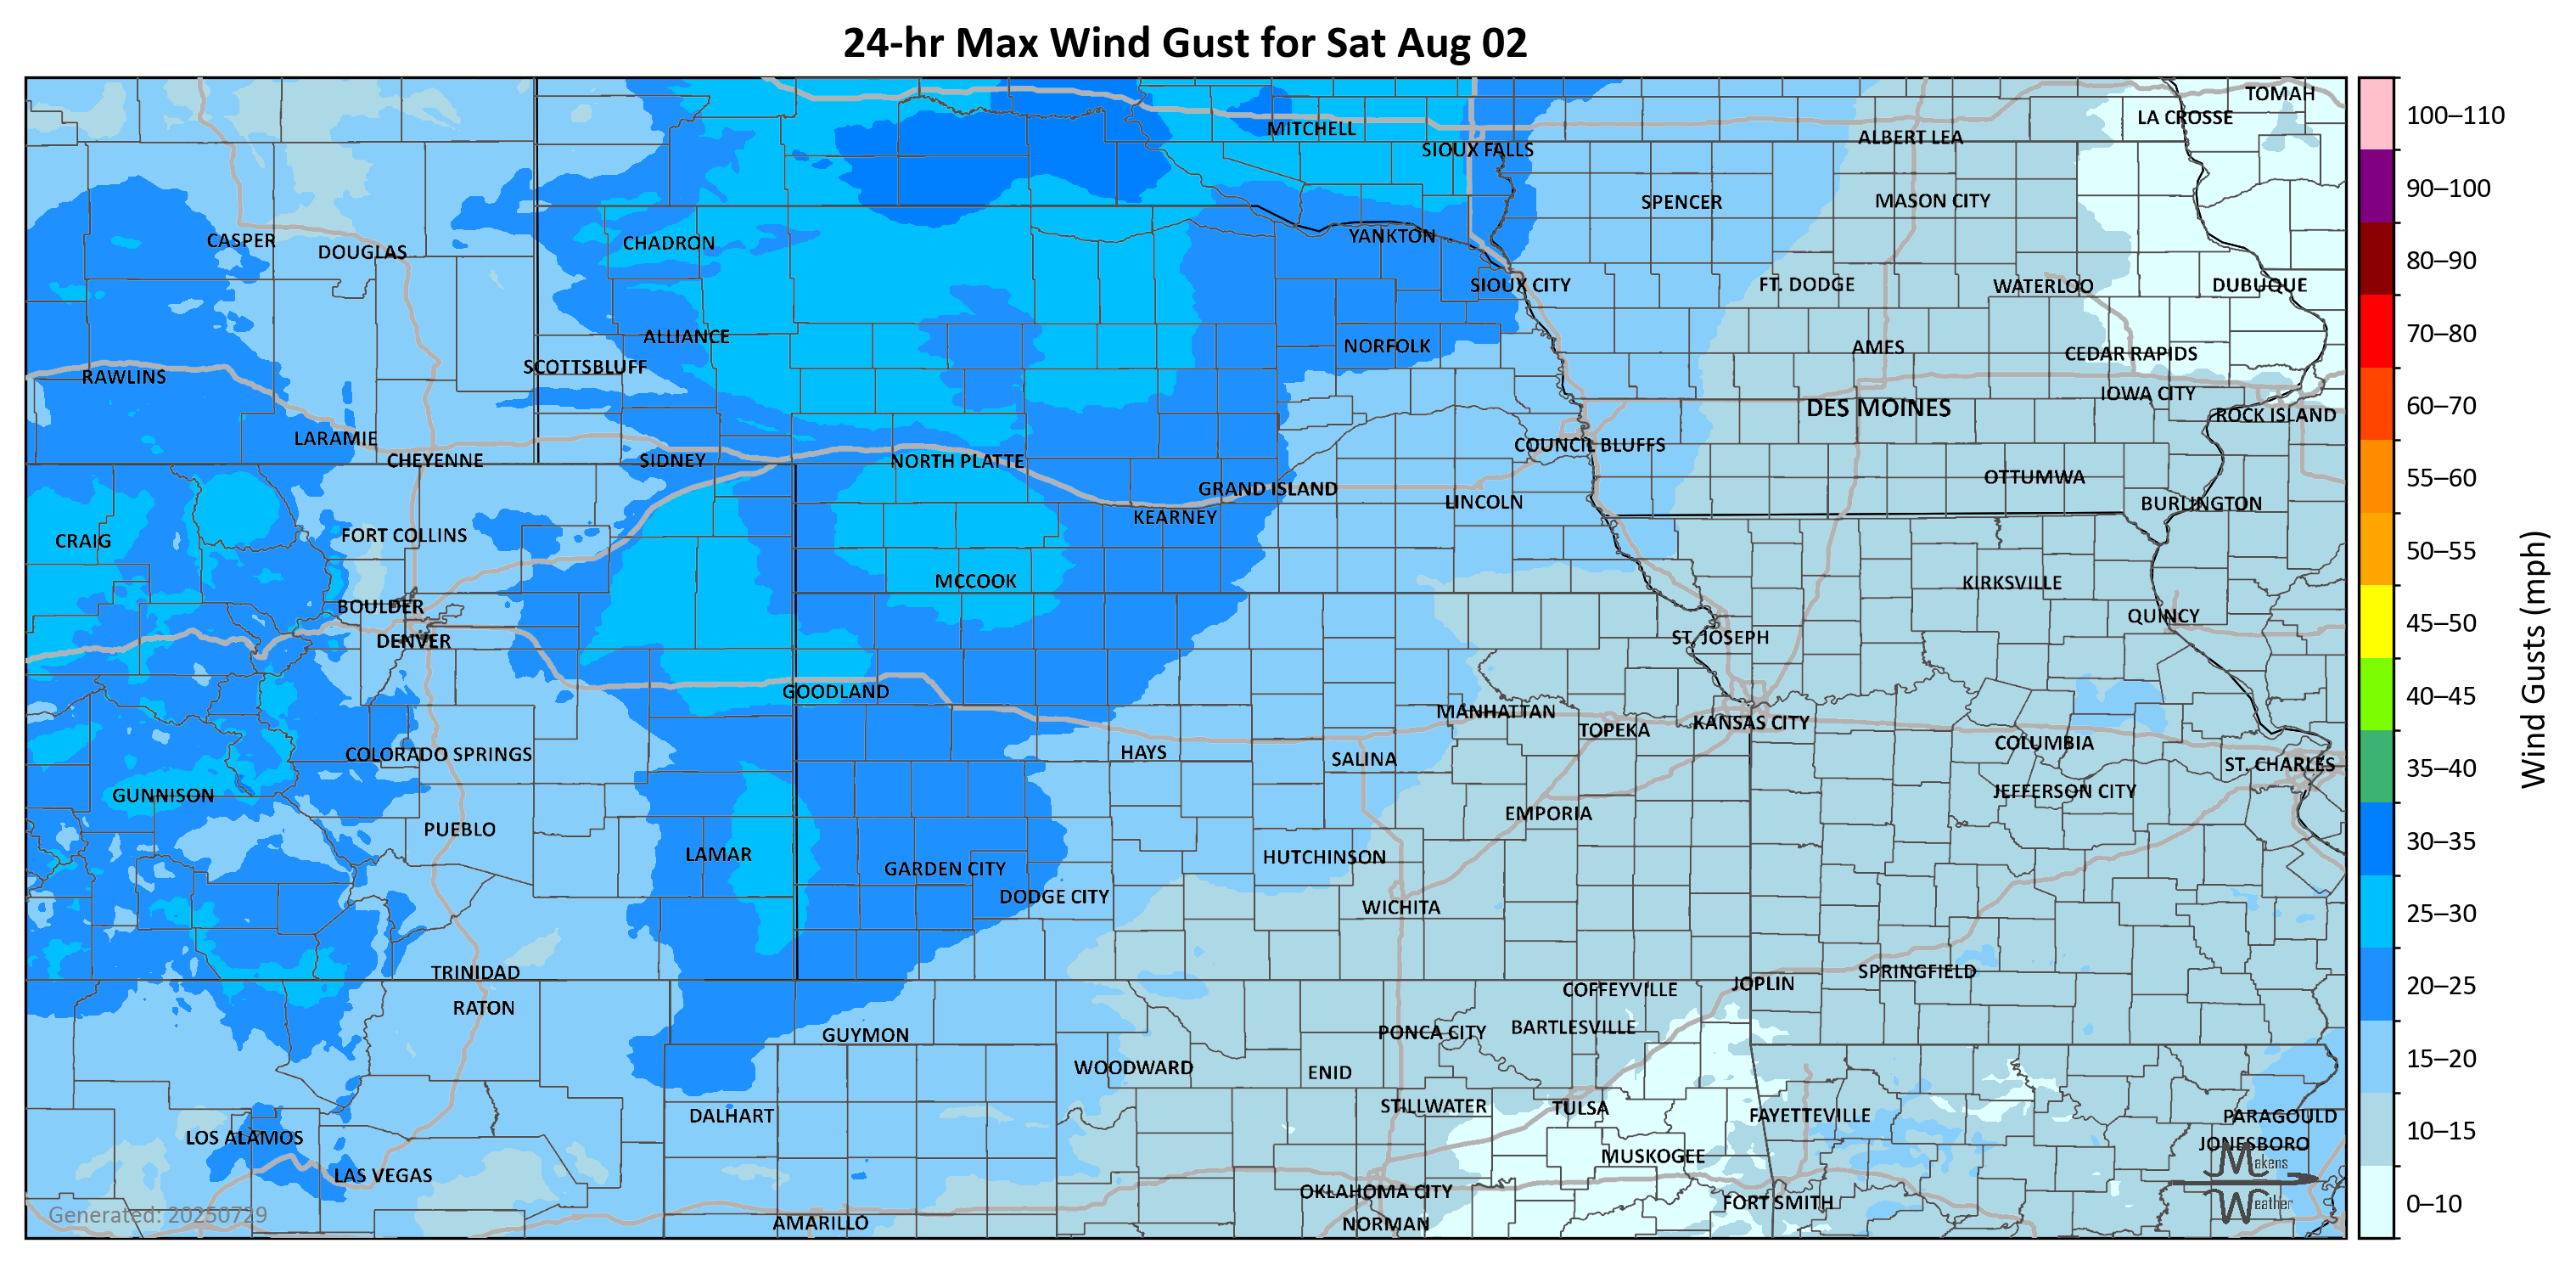 24-hr Max Wind Gust for Sat Aug 02
TOMAH
LA CROSSE
MITCHELL
ALBERT LEA
SIOUX FALLS
SPENCER
MASON CITY
CASPER
DOUGLAS
CHADRON
YANKTON
SIOUX CITY
FT. DODGE
WATERLOO
DUBUQUE
ALLIANCE
NORFOLK
AMES
CEDAR RAPIDS
SCOTTSBLUFF
RAWLINS
IOWA CITY
DES MOINES
ROCK ISLAND
LARAMIE
COUNCIL BLUFFS
CHEYENNE
SIDNEY
NORTH PLATTE
OTTUMWA
GRAND ISLAND
LINCOLN
BURLINGTON
KEARNEY
CRAIG
FORT COLLINS
MCCOOK
KIRKSVILLE
BOULDER
QUINCY
DENVER
ST. JOSEPH
GOODLAND
MANHATTAN
TOPEKA
KANSAS CITY
COLUMBIA
COLORADO SPRINGS
HAYS
SALINA
ST. CHARLES
GUNNISON
JEFFERSON CITY
EMPORIA
PUEBLO
LAMAR
HUTCHINSON
GARDEN CITY
DODGE CITY
WICHITA
TRINIDAD
SPRINGFIELD
JOPLIN
COFFEYVILLE
RATON
GUYMON
PONCA CITY
BARTLESVILLE
WOODWARD
ENID
STILLWATER
TULSA
DALHART
FAYETTEVILLE
PARAGOULD
LOS ALAMOS
JONESBORO
MUSKOGEE
LAS VEGAS
OKLAHOMA CITY
FORT SMITH
AMARILLO
NORMAN
Generated: 20250729
Makens
Weather
100–110
90–100
80–90
70–80
60–70
55–60
50–55
45–50
40–45
35–40
30–35
25–30
20–25
15–20
10–15
0–10
Wind Gusts (mph)